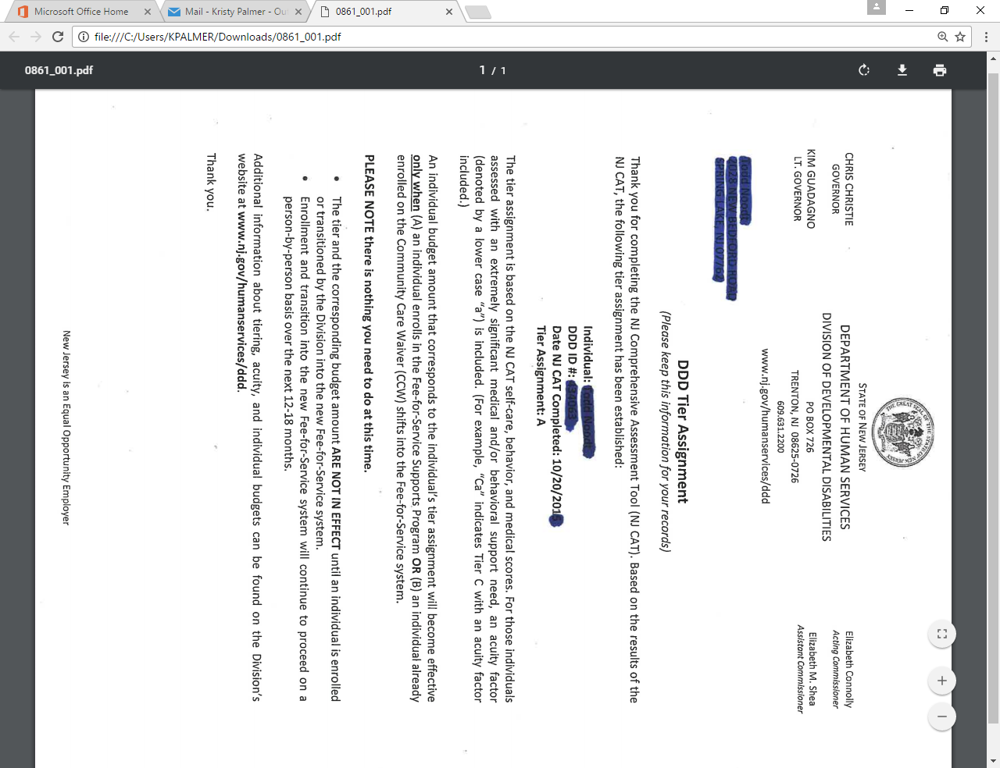 Microsoft Office Home
Mail - Kristy Palmer - Ou
0861_001.pdf
file:///C:/Users/KPALMER/Downloads/0861_001.pdf
0861_001.pdf
1 / 1
STATE OF NEW JERSEY
DEPARTMENT OF HUMAN SERVICES
DIVISION OF DEVELOPMENTAL DISABILITIES
PO BOX 726
TRENTON, NJ 08625-0726
609.631.2200
www.nj.gov/humanservices/ddd
CHRIS CHRISTIE
GOVERNOR
KIM GUADAGNO
LT. GOVERNOR
Elizabeth Connolly
Acting Commissioner
Elizabeth M. Shea
Assistant Commissioner
DDD Tier Assignment
(Please keep this information for your records)
Thank you for completing the NJ Comprehensive Assessment Tool (NJ CAT). Based on the results of the
NJ CAT, the following tier assignment has been established:
Individual:
DDD ID #:
Date NJ CAT Completed: 10/20/2015
Tier Assignment: A
The tier assignment is based on the NJ CAT self-care, behavior, and medical scores. For those individuals
assessed with an extremely significant medical and/or behavioral support need, an acuity factor
(denoted by a lower case "a") is included. (For example, "Ca" indicates Tier C with an acuity factor
included.)
An individual budget amount that corresponds to the individual's tier assignment will become effective
only when (A) an individual enrolls in the Fee-for-Service Supports Program OR (B) an individual already
enrolled on the Community Care Waiver (CCW) shifts into the Fee-for-Service system.
PLEASE NOTE there is nothing you need to do at this time.
• The tier and the corresponding budget amount ARE NOT IN EFFECT until an individual is enrolled
or transitioned by the Division into the new Fee-for-Service system.
• Enrollment and transition into the new Fee-for-Service system will continue to proceed on a
person-by-person basis over the next 12-18 months.
Additional information about tiering, acuity, and individual budgets can be found on the Division's
website at www.nj.gov/humanservices/ddd.
Thank you.
New Jersey is an Equal Opportunity Employer